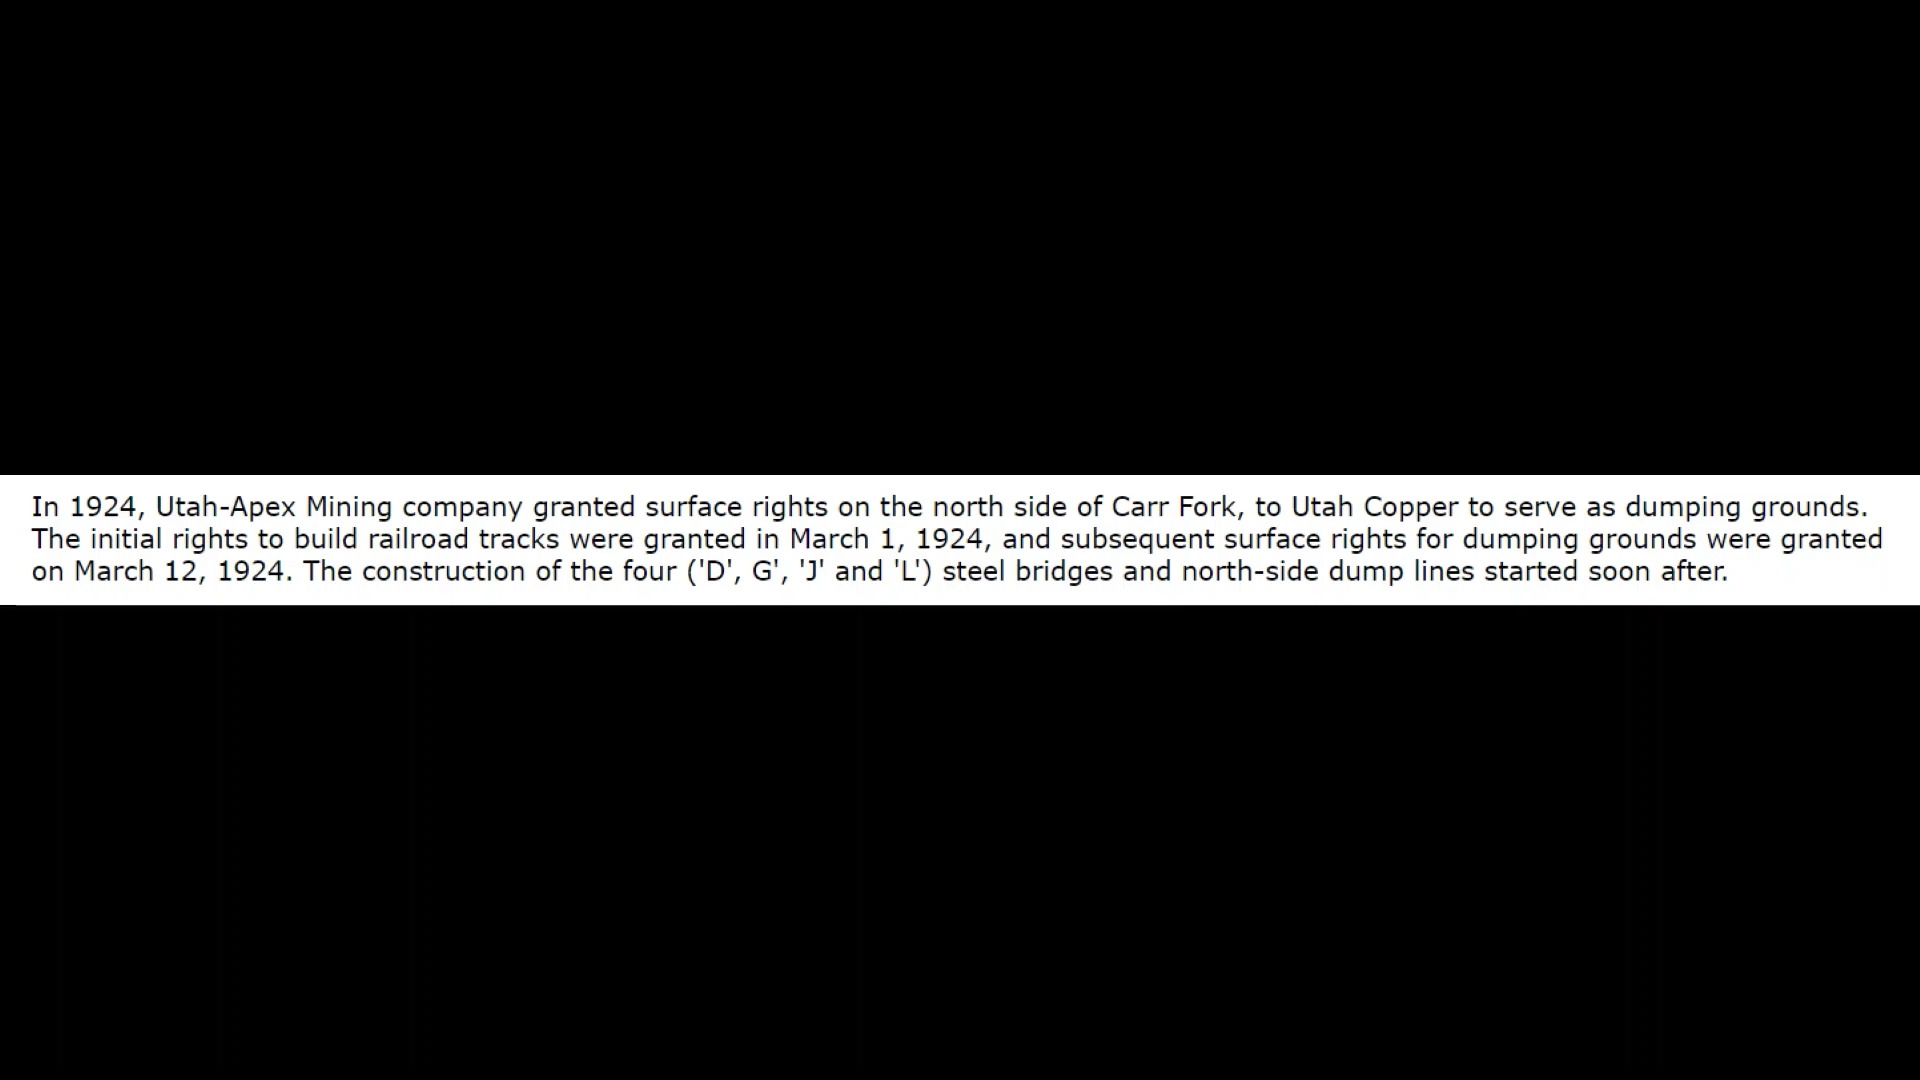 In 1924, Utah-Apex Mining company granted surface rights on the north side of Carr Fork, to Utah Copper to serve as dumping grounds.
The initial rights to build railroad tracks were granted in March 1, 1924, and subsequent surface rights for dumping grounds were granted
on March 12, 1924. The construction of the four ('D', G', 'J' and 'L') steel bridges and north-side dump lines started soon after.